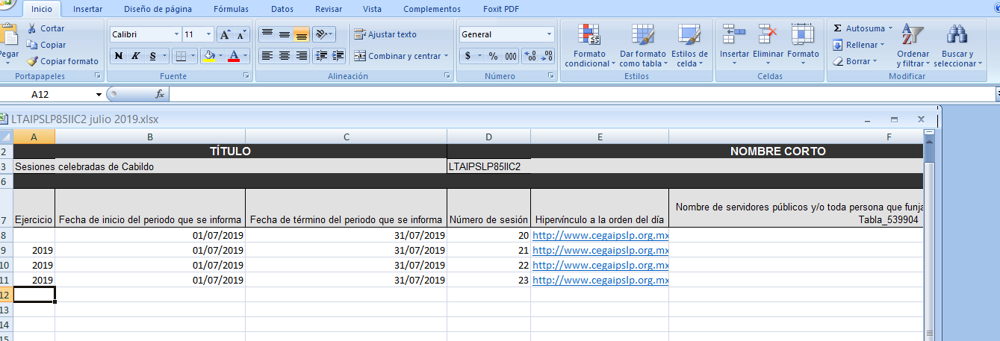 Inicio Insertar Diseño de página Fórmulas Datos Revisar Vista Complementos Foxit PDF
Cortar
Copiar
Copiar formato
Pegar
Portapapeles
Calibri 11
N K S
Fuente
Ajustar texto
Combinar y centrar
Alineación
General
$ % 000
Número
Formato condicional
Dar formato como tabla
Estilos de celda
Estilos
Insertar Eliminar Formato
Celdas
Σ Autosuma
Rellenar
Borrar
Ordenar y filtrar
Buscar y seleccionar
Modificar
A12 fx
LTAIPSLP85IIC2 julio 2019.xlsx
A B C D E F
2 TÍTULO NOMBRE CORTO
3 Sesiones celebradas de Cabildo LTAIPSLP85IIC2
6
Nombre de servidores públicos y/o toda persona que funja
7 Ejercicio Fecha de inicio del periodo que se informa Fecha de término del periodo que se informa Número de sesión Hipervínculo a la orden del día Tabla_539904
8 01/07/2019 31/07/2019 20 http://www.cegaipslp.org.mx
9 2019 01/07/2019 31/07/2019 21 http://www.cegaipslp.org.mx
10 2019 01/07/2019 31/07/2019 22 http://www.cegaipslp.org.mx
11 2019 01/07/2019 31/07/2019 23 http://www.cegaipslp.org.mx
12
13
14
15